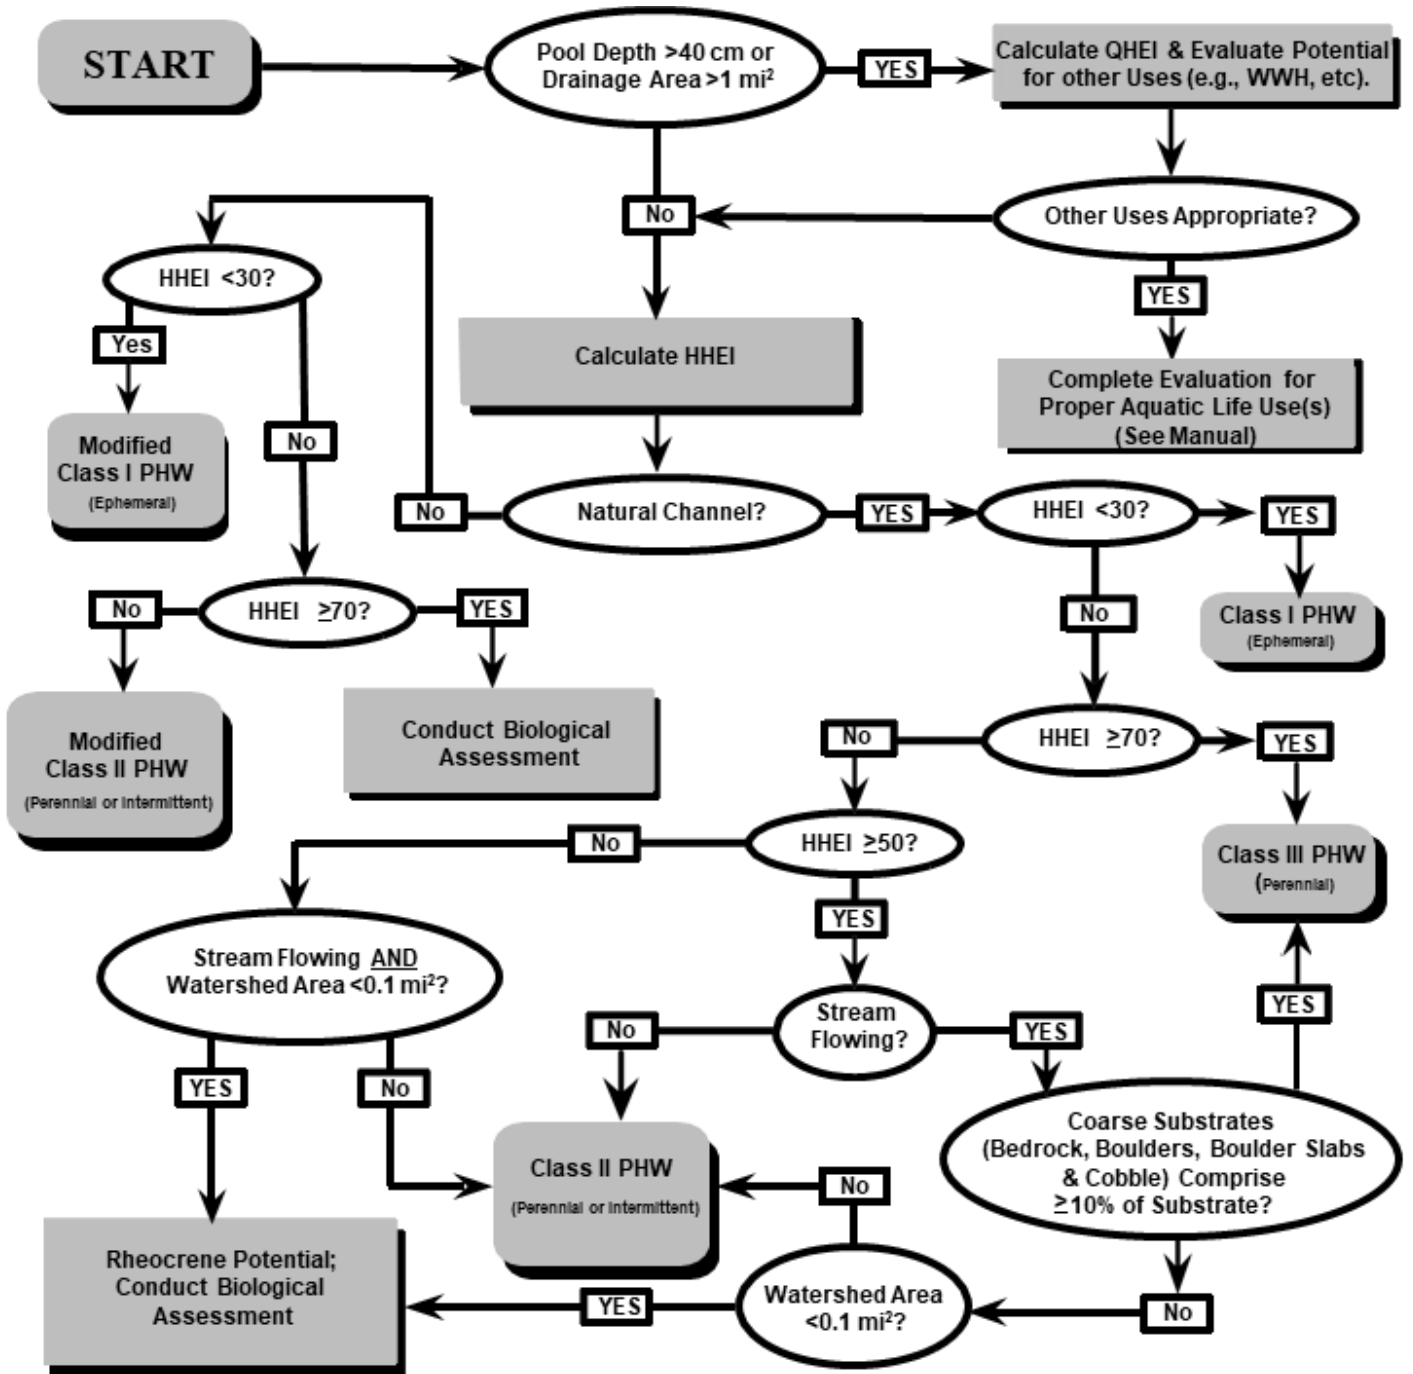 START
Pool Depth >40 cm or
Drainage Area >1 mi²
YES
Calculate QHEI & Evaluate Potential
for other Uses (e.g., WWH, etc).
No
Other Uses Appropriate?
YES
HHEI <30?
Yes
Calculate HHEI
Complete Evaluation for
Proper Aquatic Life Use(s)
(See Manual)
Modified
Class I PHW
(Ephemeral)
No
No
Natural Channel?
YES
HHEI <30?
YES
No
HHEI ≥70?
YES
No
Class I PHW
(Ephemeral)
Modified
Class II PHW
(Perennial or Intermittent)
Conduct Biological
Assessment
No
HHEI ≥70?
YES
No
HHEI ≥50?
Class III PHW
(Perennial)
YES
Stream Flowing AND
Watershed Area <0.1 mi²?
No
Stream
Flowing?
YES
YES
YES
No
Coarse Substrates
(Bedrock, Boulders, Boulder Slabs
& Cobble) Comprise
≥10% of Substrate?
Class II PHW
(Perennial or Intermittent)
No
Rheocrene Potential;
Conduct Biological
Assessment
YES
Watershed Area
<0.1 mi²?
No